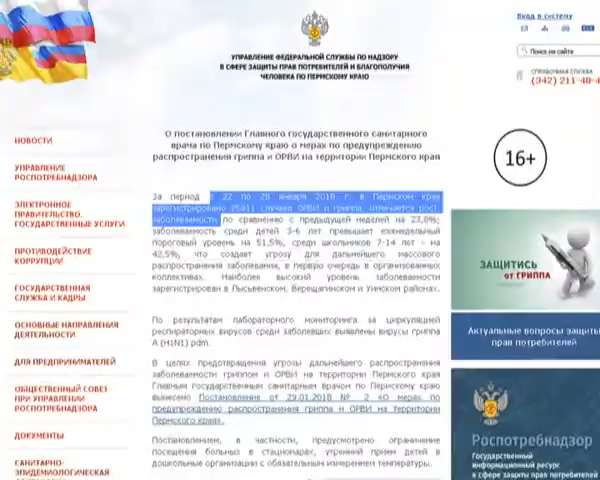 Вход в систему
УПРАВЛЕНИЕ ФЕДЕРАЛЬНОЙ СЛУЖБЫ ПО НАДЗОРУ
В СФЕРЕ ЗАЩИТЫ ПРАВ ПОТРЕБИТЕЛЕЙ И БЛАГОПОЛУЧИЯ
ЧЕЛОВЕКА ПО ПЕРМСКОМУ КРАЮ
Поиск на сайте
СПРАВОЧНАЯ СЛУЖБА
(342) 211-48-
НОВОСТИ
УПРАВЛЕНИЕ
РОСПОТРЕБНАДЗОРА
ЭЛЕКТРОННОЕ
ПРАВИТЕЛЬСТВО.
ГОСУДАРСТВЕННЫЕ УСЛУГИ
ПРОТИВОДЕЙСТВИЕ
КОРРУПЦИИ
ГОСУДАРСТВЕННАЯ
СЛУЖБА И КАДРЫ
ОСНОВНЫЕ НАПРАВЛЕНИЯ
ДЕЯТЕЛЬНОСТИ
ДЛЯ ПРЕДПРИНИМАТЕЛЕЙ
ОБЩЕСТВЕННЫЙ СОВЕТ
ПРИ УПРАВЛЕНИИ
РОСПОТРЕБНАДЗОРА
ДОКУМЕНТЫ
САНИТАРНО-
ЭПИДЕМИОЛОГИЧЕСКАЯ
О постановлении Главного государственного санитарного
врача по Пермскому краю о мерах по предупреждению
распространения гриппа и ОРВИ на территории Пермского края
За период с 22 по 28 января 2018 г. в Пермском крае
зарегистрировано случаев ОРВИ и гриппа, отмечается рост
заболеваемости по сравнению с предыдущей неделей на 23,8%;
заболеваемость среди детей 3-6 лет превышает еженедельный
пороговый уровень на 51,5%, среди школьников 7-14 лет – на
42,5%, что создает угрозу для дальнейшего массового
распространения заболевания, в первую очередь в организованных
коллективах. Наиболее высокий уровень заболеваемости
зарегистрирован в Лысьвенском, Верещагинском и Уинском районах.
По результатам лабораторного мониторинга за циркуляцией
респираторных вирусов среди заболевших выявлены вирусы гриппа
A (H1N1) pdm.
В целях предотвращения угрозы дальнейшего распространения
заболеваемости гриппом и ОРВИ на территории Пермского края
Главным государственным санитарным врачом по Пермскому краю
вынесено Постановление от 29.01.2018 № 2 «О мерах по
предупреждению распространения гриппа и ОРВИ на территории
Пермского края».
Постановлением, в частности, предусмотрено ограничение
посещения больных в стационарах, утренний прием детей в
дошкольные организации с обязательным измерением температуры.
16+
ЗАЩИТИСЬ
ОТ ГРИППА
Актуальные вопросы защиты
прав потребителей
Роспотребнадзор
Государственный
информационный ресурс
в сфере защиты прав потребителей